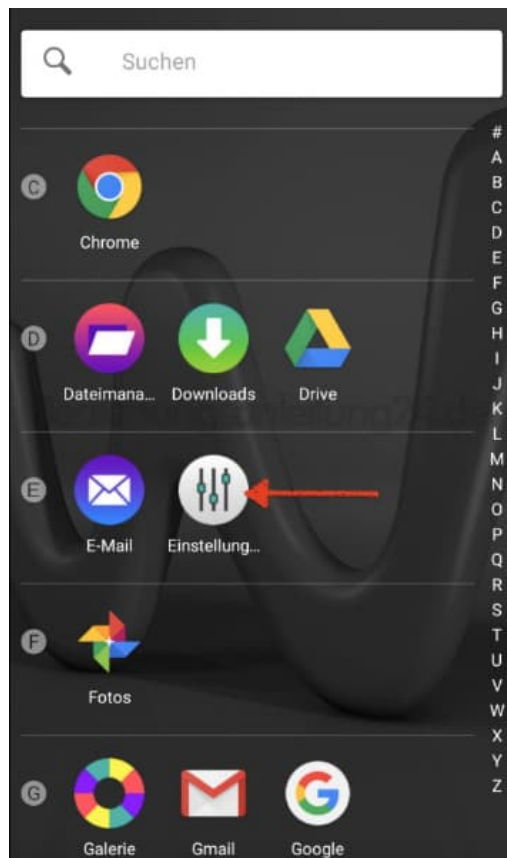 Suchen
C
Chrome
D
Dateimana... Downloads Drive
E
E-Mail Einstellung...
F
Fotos
G
Galerie Gmail Google
#
A
B
C
D
E
F
G
H
I
J
K
L
M
N
O
P
Q
R
S
T
U
V
W
X
Y
Z